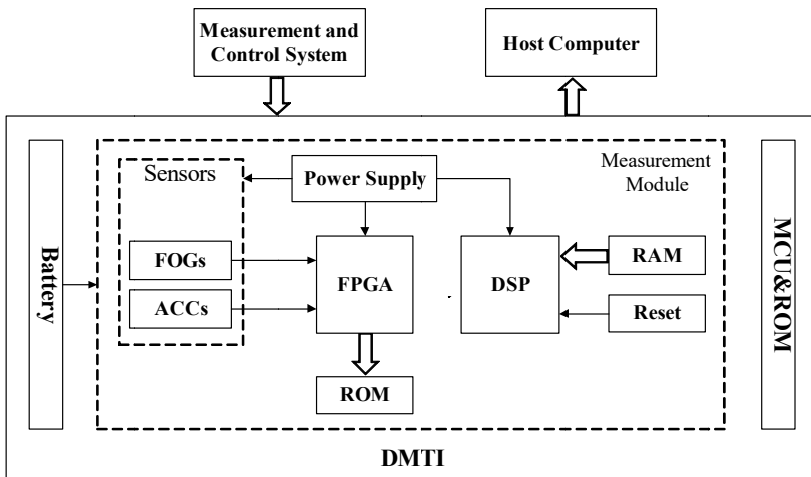 Measurement and
Control System
Host Computer
Sensors
Power Supply
Measurement
Module
Battery
FOGs
ACCs
FPGA
DSP
RAM
Reset
ROM
MCU&ROM
DMTI